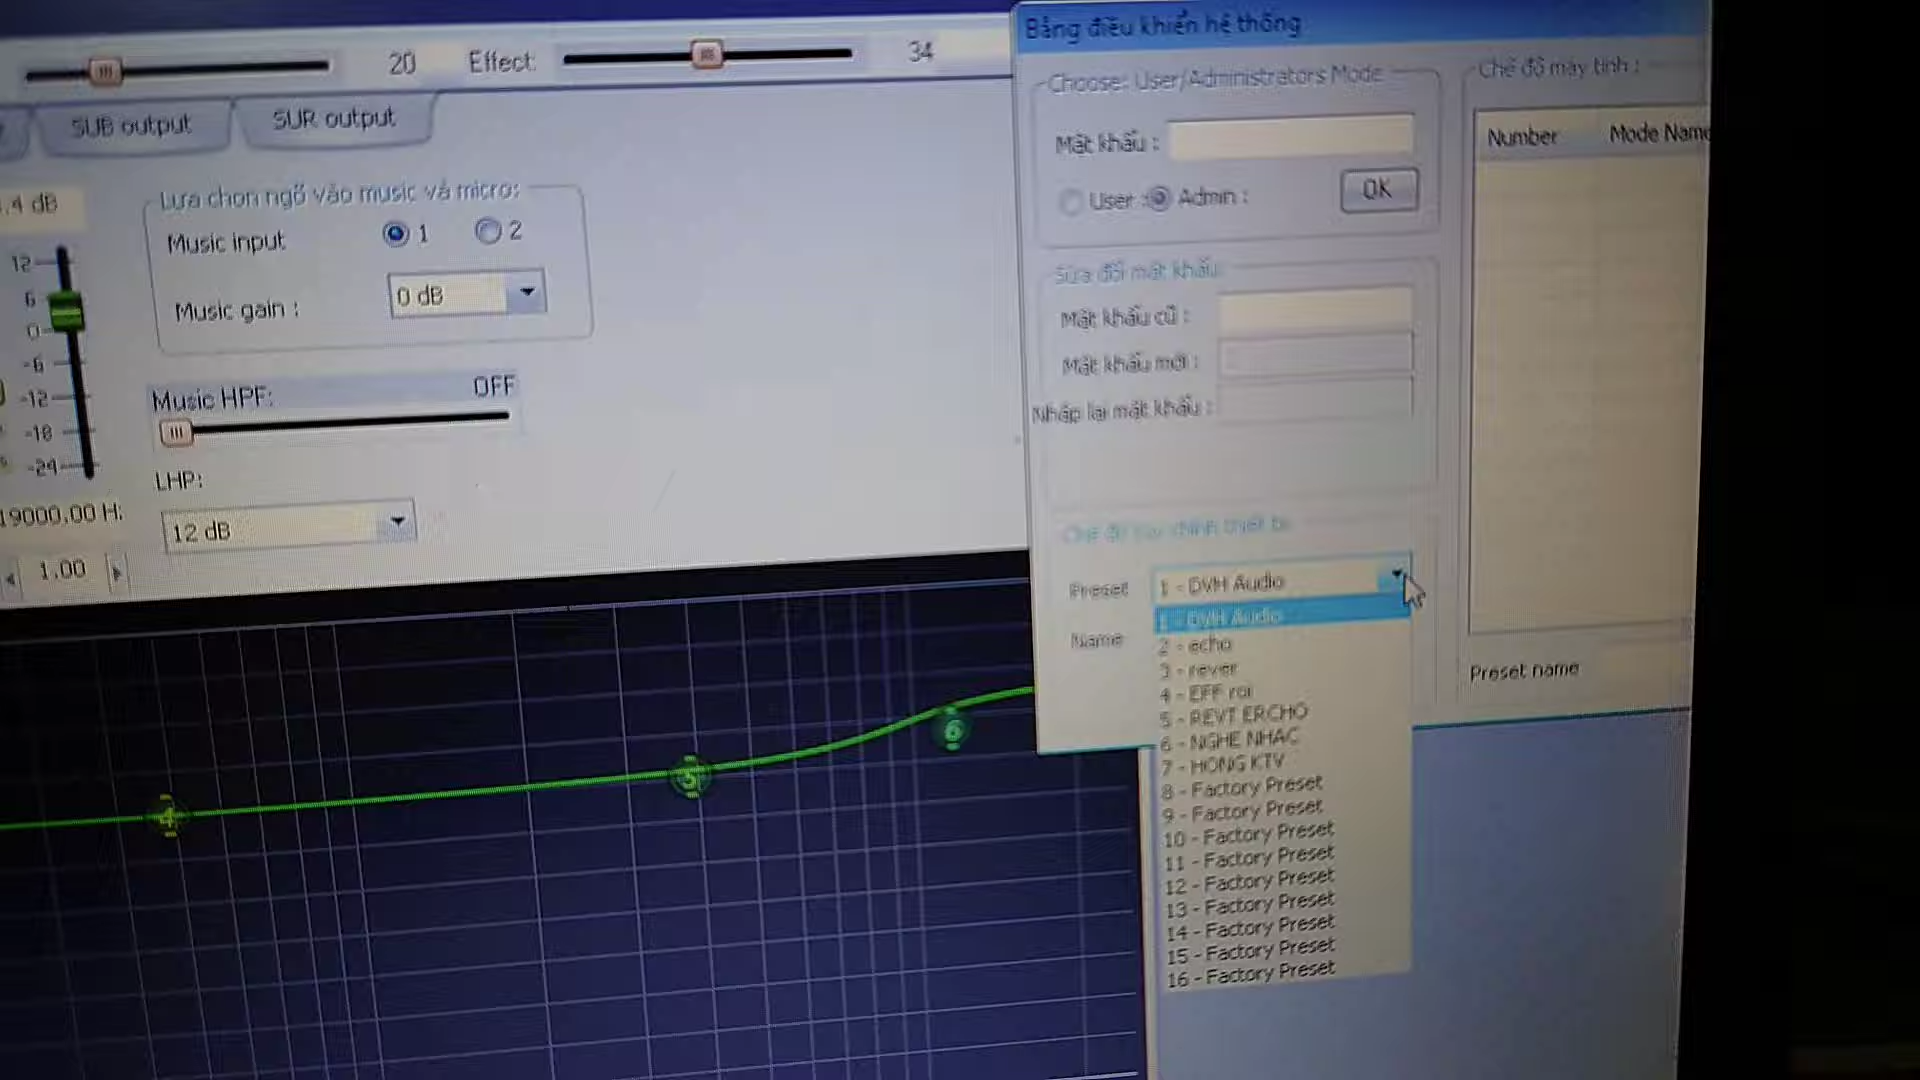 20
Effect:
34
SUB output
SUR output
.4 dB
12
6
0
-6
-12
-18
-24
19000.00 H:
1.00
Lựa chọn ngõ vào music và micro:
Music input
1
2
Music gain :
0 dB
Music HPF:
OFF
LHP:
12 dB
4
5
6
Bảng điều khiển hệ thống
Choose: User/Administrators Mode
Mật khẩu :
User :
Admin :
OK
Sửa đổi mật khẩu:
Mật khẩu cũ :
Mật khẩu mới :
Nhập lại mật khẩu :
Preset
1 - DVH Audio
1 - DVH Audio
2 - echo
3 - rever
4 - EFF roi
5 - REVT ERCHO
6 - NGHE NHAC
7 - HONG KTV
8 - Factory Preset
9 - Factory Preset
10 - Factory Preset
11 - Factory Preset
12 - Factory Preset
13 - Factory Preset
14 - Factory Preset
15 - Factory Preset
16 - Factory Preset
Name
Chế độ máy tính :
Number
Mode Name
Preset name